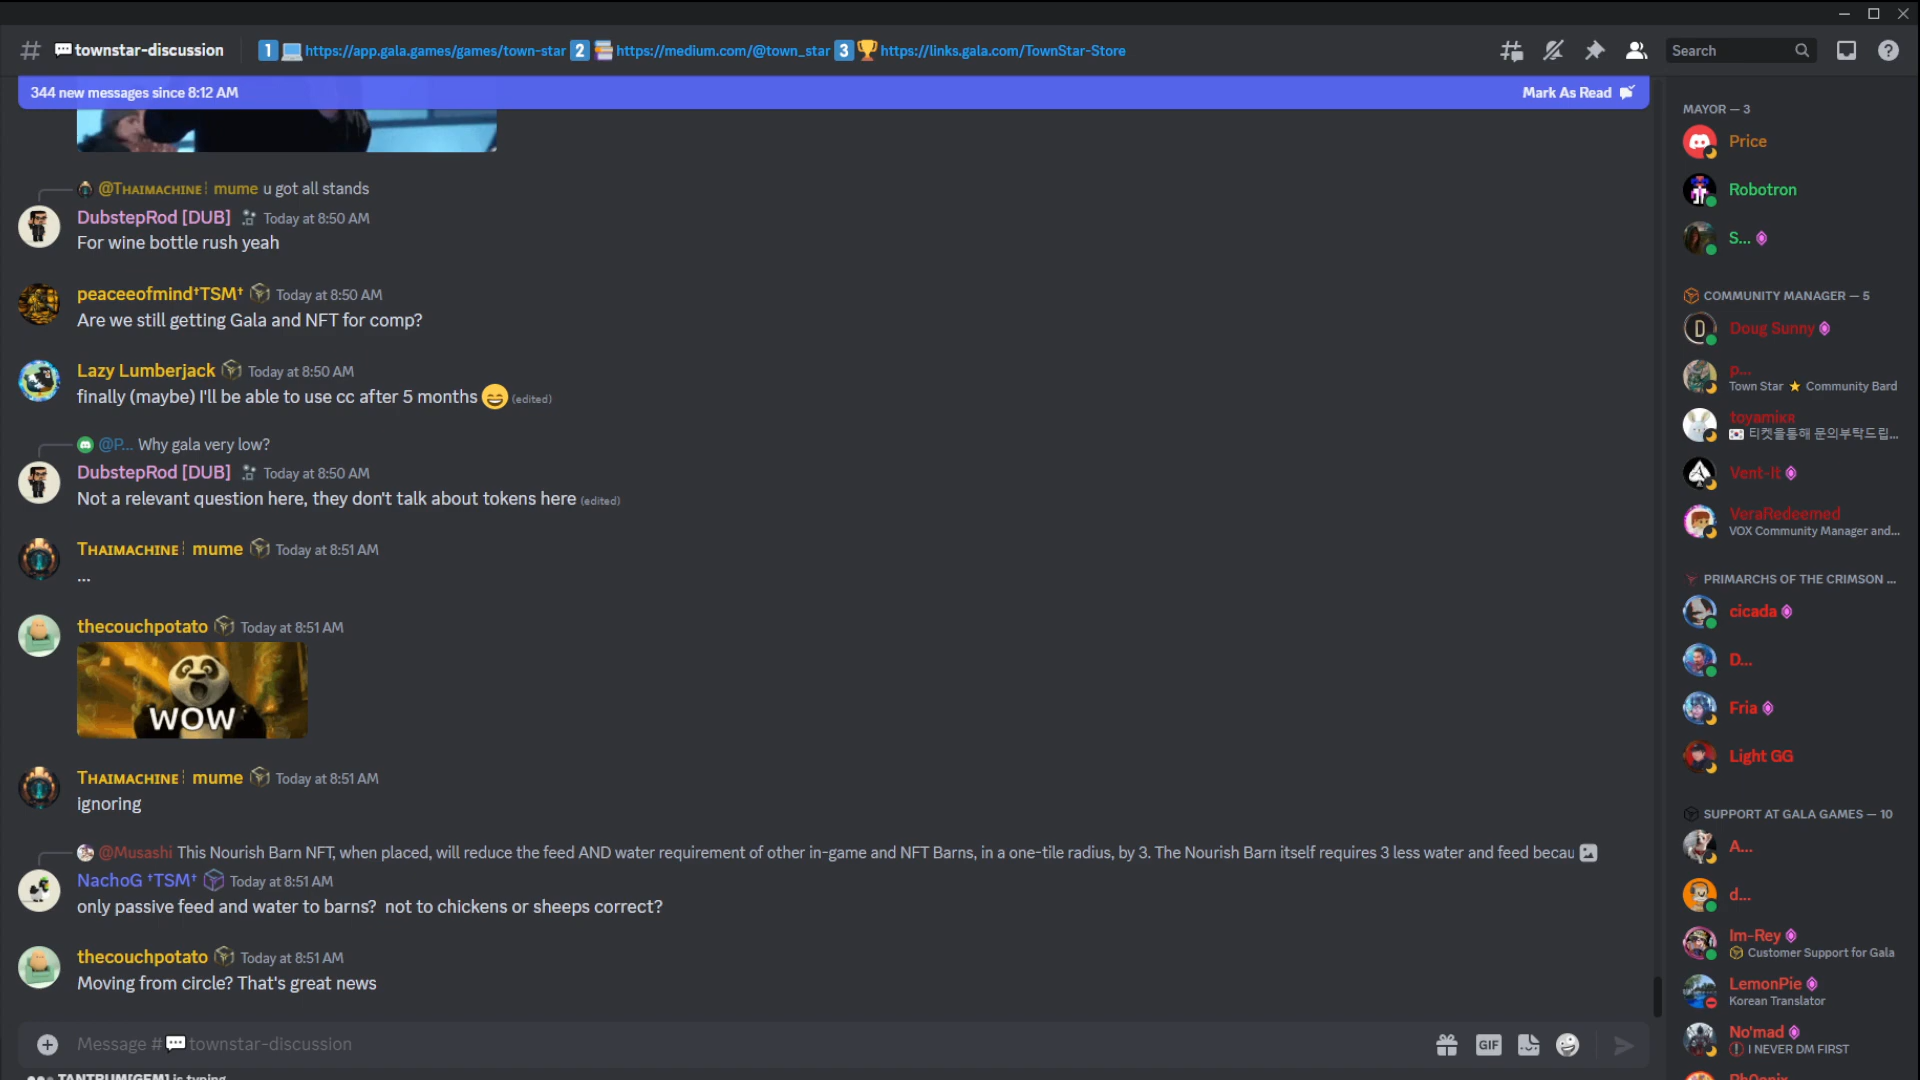 townstar-discussion
1 https://app.gala.games/games/town-star 2 https://medium.com/@town_star 3 https://links.gala.com/TownStar-Store
Search
344 new messages since 8:12 AM
Mark As Read
@THAIMACHINE┊mume u got all stands
DubstepRod [DUB] Today at 8:50 AM
For wine bottle rush yeah
peaceeofmind†TSM† Today at 8:50 AM
Are we still getting Gala and NFT for comp?
Lazy Lumberjack Today at 8:50 AM
finally (maybe) I'll be able to use cc after 5 months 😄 (edited)
@P... Why gala very low?
DubstepRod [DUB] Today at 8:50 AM
Not a relevant question here, they don't talk about tokens here (edited)
THAIMACHINE┊mume Today at 8:51 AM
...
thecouchpotato Today at 8:51 AM
WOW
THAIMACHINE┊mume Today at 8:51 AM
ignoring
@Musashi This Nourish Barn NFT, when placed, will reduce the feed AND water requirement of other in-game and NFT Barns, in a one-tile radius, by 3. The Nourish Barn itself requires 3 less water and feed becau
NachoG †TSM† Today at 8:51 AM
only passive feed and water to barns? not to chickens or sheeps correct?
thecouchpotato Today at 8:51 AM
Moving from circle? That's great news
Message #townstar-discussion
GIF
TANTRUM[GEM] is typing
MAYOR — 3
Price
Robotron
S...
COMMUNITY MANAGER — 5
D
Doug Sunny
p...
Town Star ⭐ Community Bard
toyamiKR
🇰🇷 티켓을통해 문의부탁드립...
Vent-It
VeraRedeemed
VOX Community Manager and...
PRIMARCHS OF THE CRIMSON ...
cicada
D...
Fria
Light GG
SUPPORT AT GALA GAMES — 10
A...
d...
Im-Rey
Customer Support for Gala
LemonPie
Korean Translator
No'mad
I NEVER DM FIRST
Ph0enix